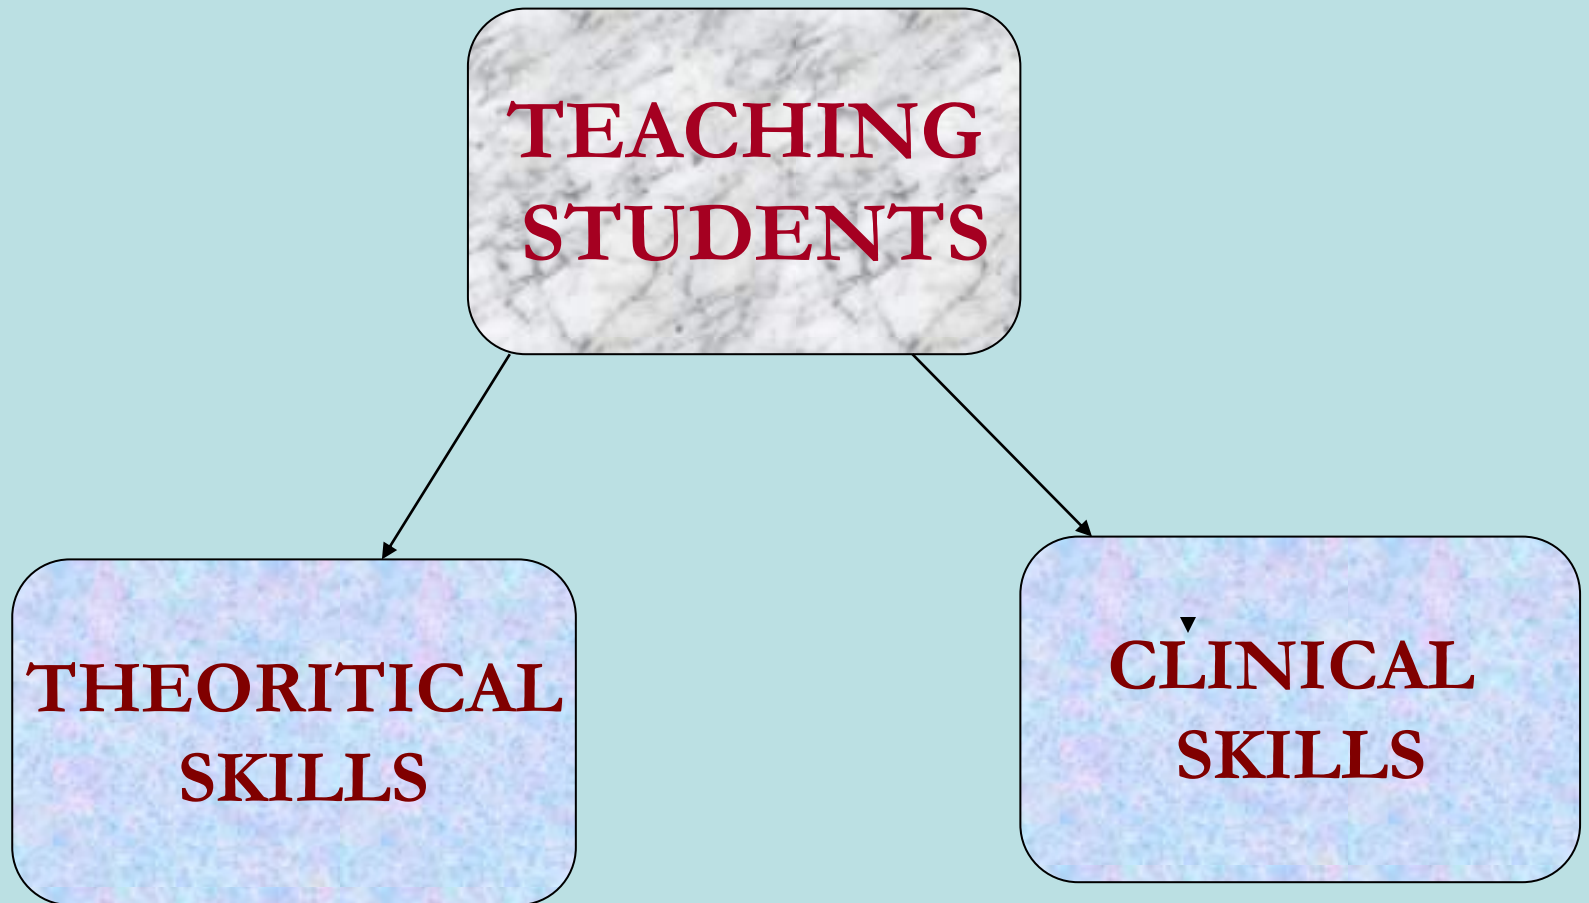 TEACHING
STUDENTS
THEORITICAL
SKILLS
CLINICAL
SKILLS